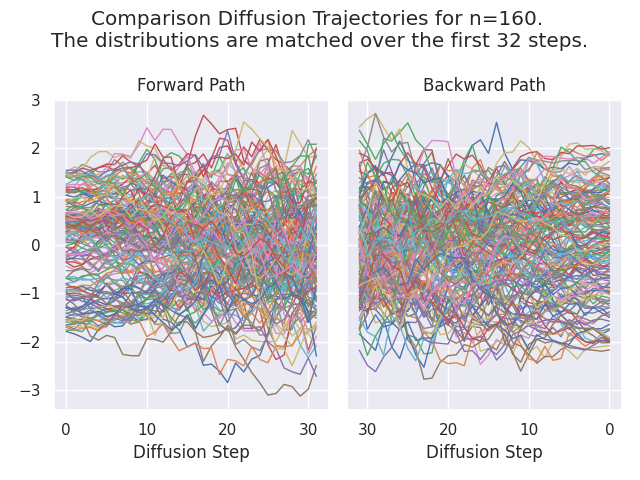 Comparison Diffusion Trajectories for n=160.
The distributions are matched over the first 32 steps.
Forward Path
Backward Path
3
2
1
0
−1
−2
−3
0 10 20 30
30 20 10 0
Diffusion Step
Diffusion Step